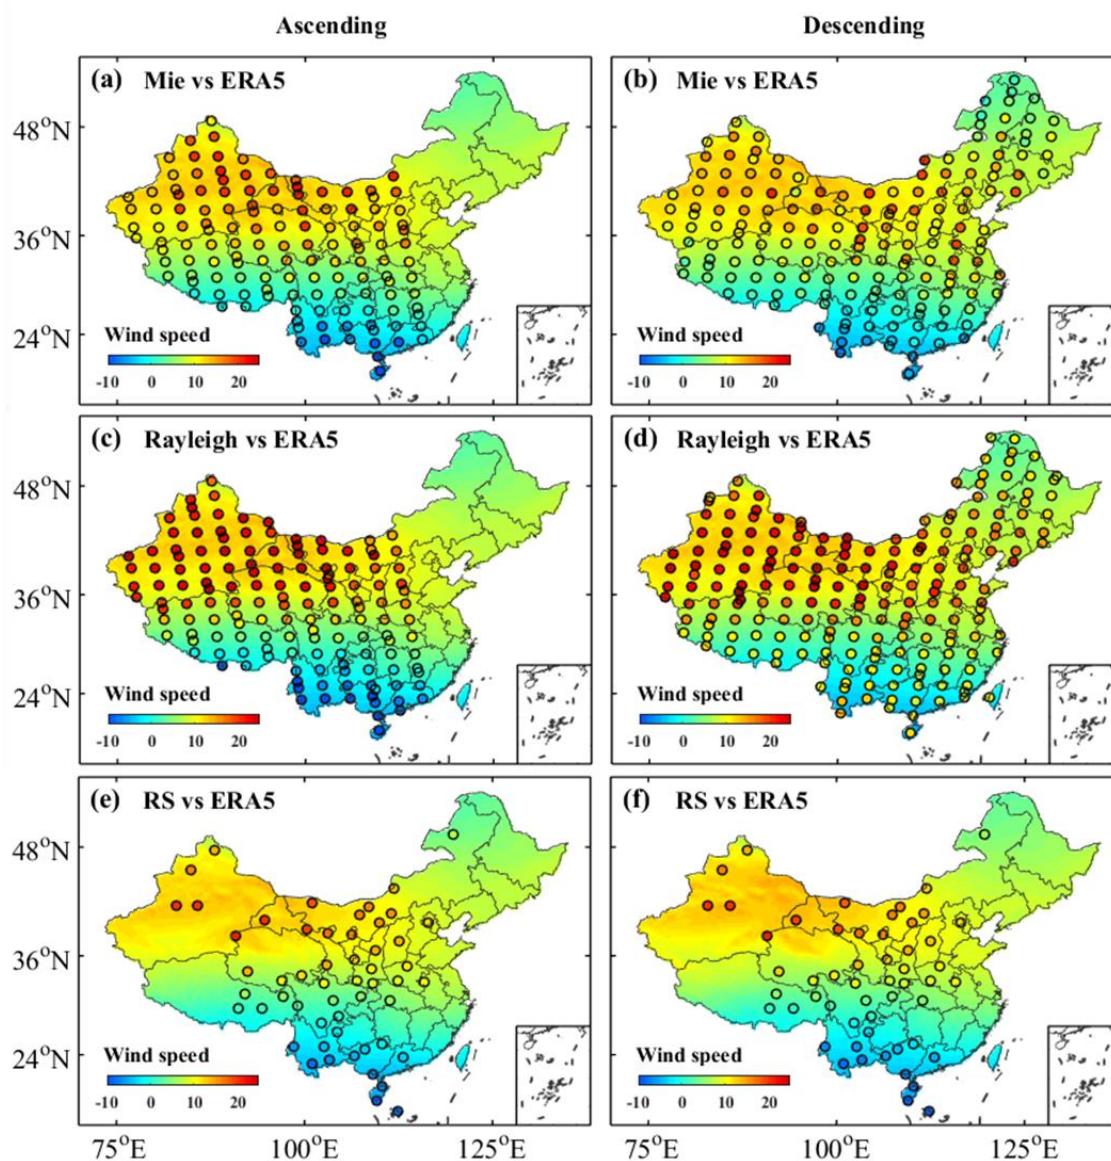 Ascending Descending
(a) Mie vs ERA5 (b) Mie vs ERA5
48°N
36°N
24°N
Wind speed Wind speed
-10 0 10 20 -10 0 10 20
(c) Rayleigh vs ERA5 (d) Rayleigh vs ERA5
48°N
36°N
24°N
Wind speed Wind speed
-10 0 10 20 -10 0 10 20
(e) RS vs ERA5 (f) RS vs ERA5
48°N
36°N
24°N
Wind speed Wind speed
-10 0 10 20 -10 0 10 20
75°E 100°E 125°E 75°E 100°E 125°E